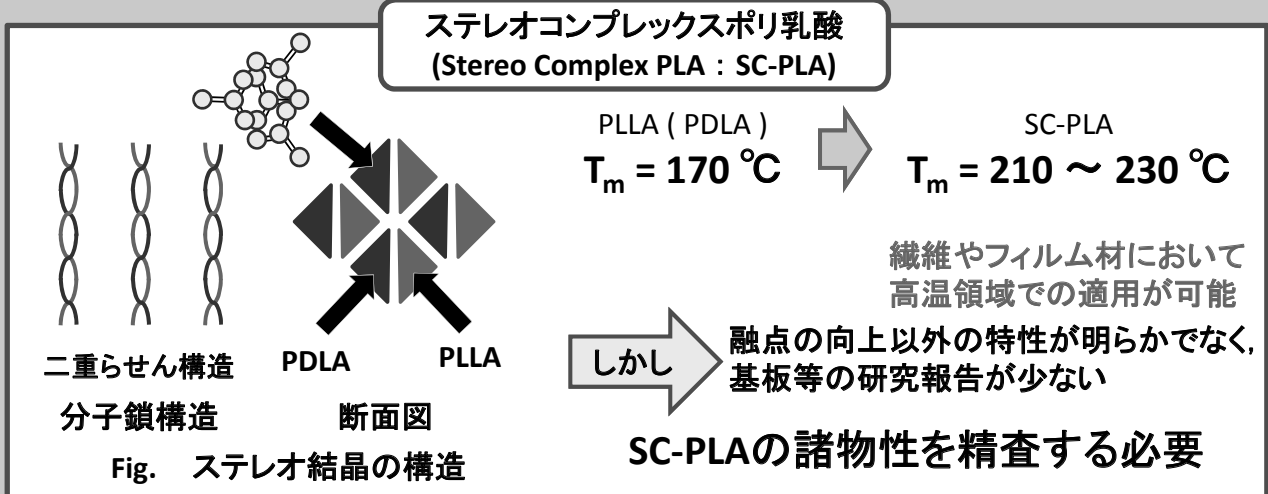 ステレオコンプレックスポリ乳酸
(Stereo Complex PLA：SC-PLA)
PLLA ( PDLA )
Tm = 170 ℃
SC-PLA
Tm = 210 ～ 230 ℃
繊維やフィルム材において
高温領域での適用が可能
しかし
融点の向上以外の特性が明らかでなく,
基板等の研究報告が少ない
SC-PLAの諸物性を精査する必要
二重らせん構造
PDLA
PLLA
分子鎖構造
断面図
Fig. ステレオ結晶の構造